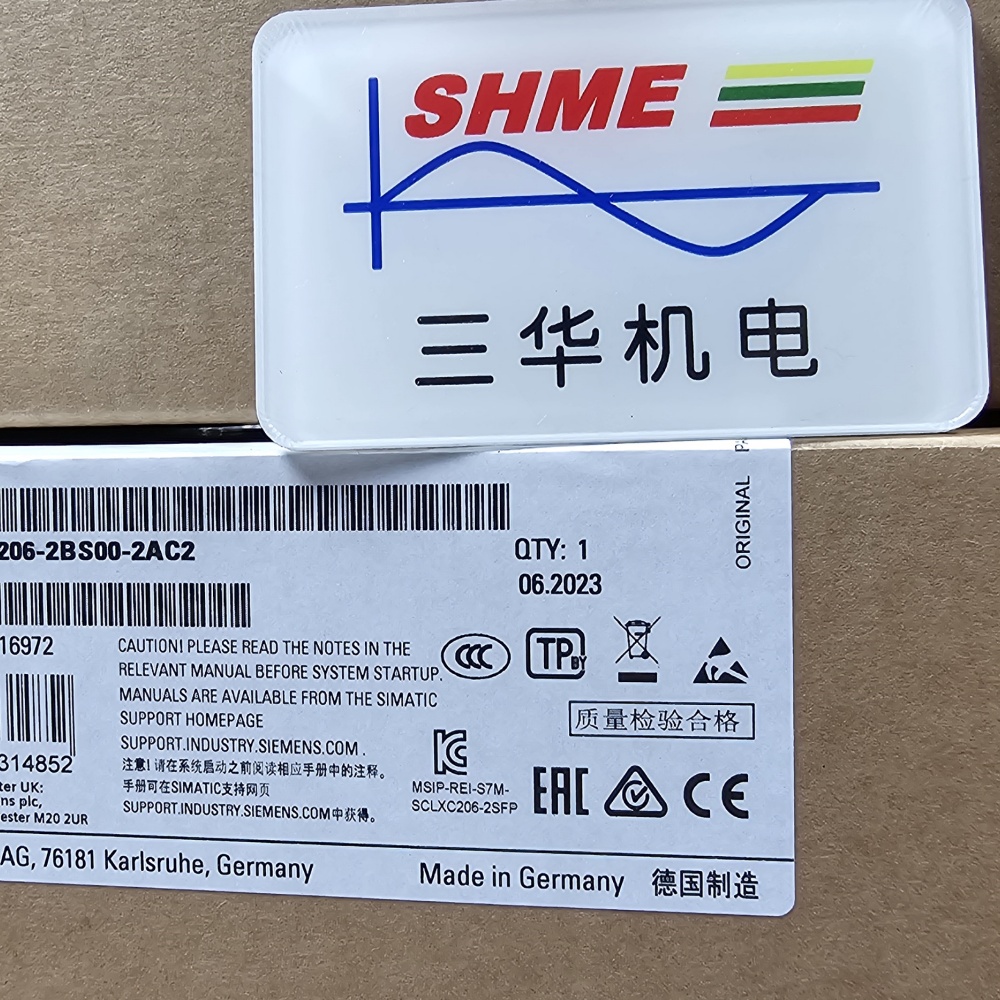 SHME
三华机电
ORIGINAL
206-2BS00-2AC2
QTY: 1
06.2023
16972
CAUTION! PLEASE READ THE NOTES IN THE
RELEVANT MANUAL BEFORE SYSTEM STARTUP.
MANUALS ARE AVAILABLE FROM THE SIMATIC
SUPPORT HOMEPAGE
SUPPORT.INDUSTRY.SIEMENS.COM .
注意! 请在系统启动之前阅读相应手册中的注释。
手册可在SIMATIC支持网页
SUPPORT.INDUSTRY.SIEMENS.COM中获得。
CCC
TP
BY
质量检验合格
MSIP-REI-S7M-
SCLXC206-2SFP
EAC
CE
314852
ter UK:
ns plc,
ester M20 2UR
AG, 76181 Karlsruhe, Germany
Made in Germany 德国制造